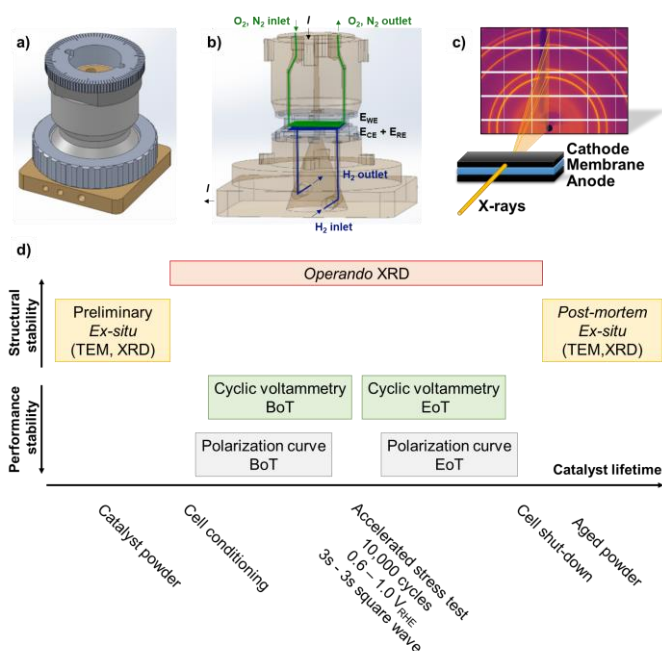 a)
b)
O2, N2 inlet
I
O2, N2 outlet
EWE
ECE + ERE
H2 outlet
I
H2 inlet
c)
Cathode
Membrane
Anode
X-rays
d)
Structural
stability
Performance
stability
Operando XRD
Preliminary
Ex-situ
(TEM, XRD)
Post-mortem
Ex-situ
(TEM,XRD)
Cyclic voltammetry
BoT
Cyclic voltammetry
EoT
Polarization curve
BoT
Polarization curve
EoT
Catalyst lifetime
Catalyst powder
Cell conditioning
Accelerated stress test
10,000 cycles
0.6 – 1.0 VRHE
3s - 3s square wave
Cell shut-down
Aged powder